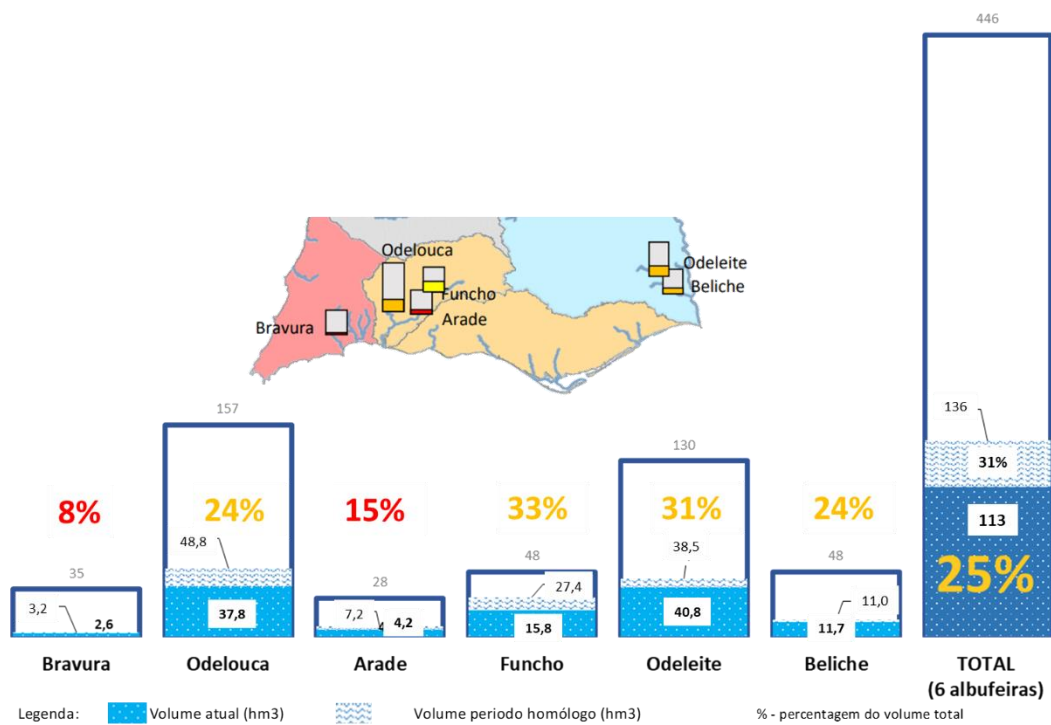 446
Odelouca
Odeleite
Beliche
Funcho
Arade
Bravura
136
31%
113
25%
157
130
8%
24%
15%
33%
31%
24%
48,8
38,5
35
28
48
48
3,2
2,6
37,8
7,2
4,2
27,4
15,8
40,8
11,0
11,7
Bravura
Odelouca
Arade
Funcho
Odeleite
Beliche
TOTAL
(6 albufeiras)
Legenda:
Volume atual (hm3)
Volume periodo homólogo (hm3)
% - percentagem do volume total